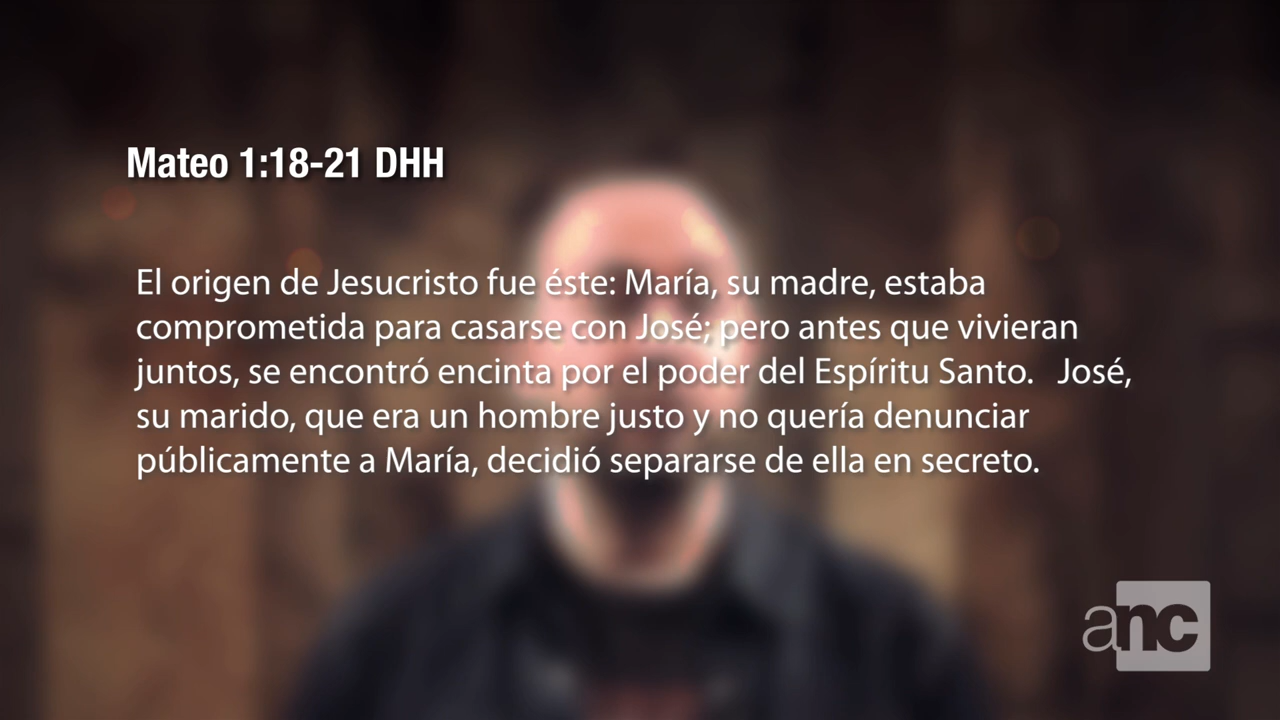 Mateo 1:18-21 DHH
El origen de Jesucristo fue éste: María, su madre, estaba
comprometida para casarse con José; pero antes que vivieran
juntos, se encontró encinta por el poder del Espíritu Santo.   José,
su marido, que era un hombre justo y no quería denunciar
públicamente a María, decidió separarse de ella en secreto.
anc